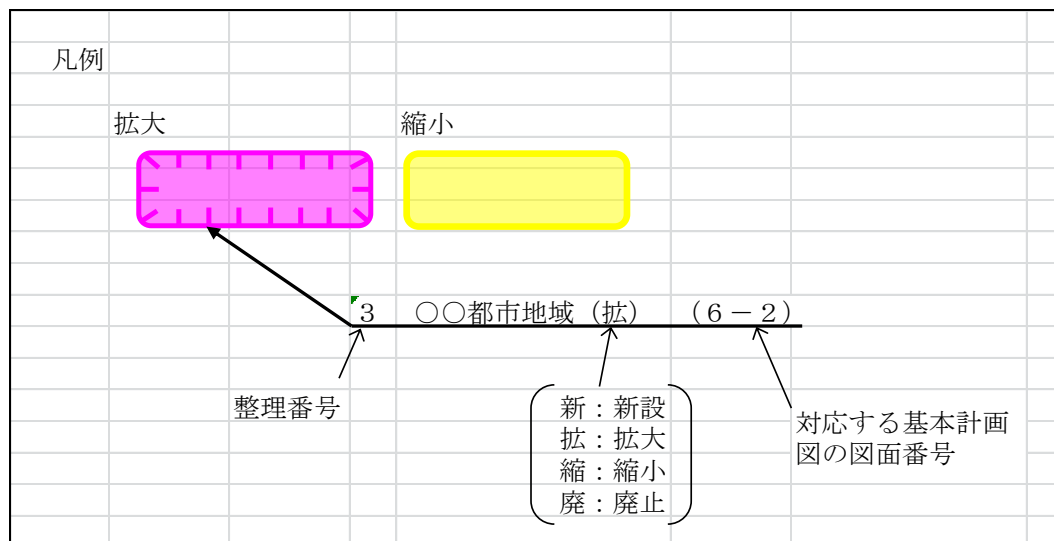 凡例
拡大
縮小
3 ○○都市地域（拡） （6－2）
整理番号
新：新設
拡：拡大
縮：縮小
廃：廃止
対応する基本計画
図の図面番号